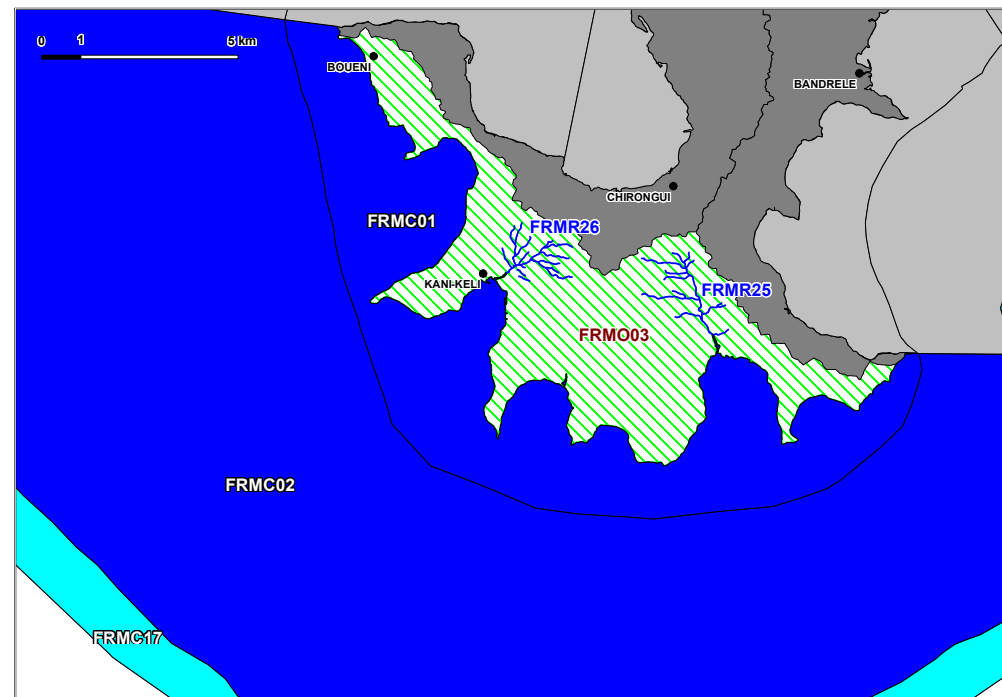 0 1 5 km
BOUENI
BANDRELE
CHIRONGUI
FRMC01
FRMR26
KANI-KELI
FRMR25
FRMO03
FRMC02
FRMC17